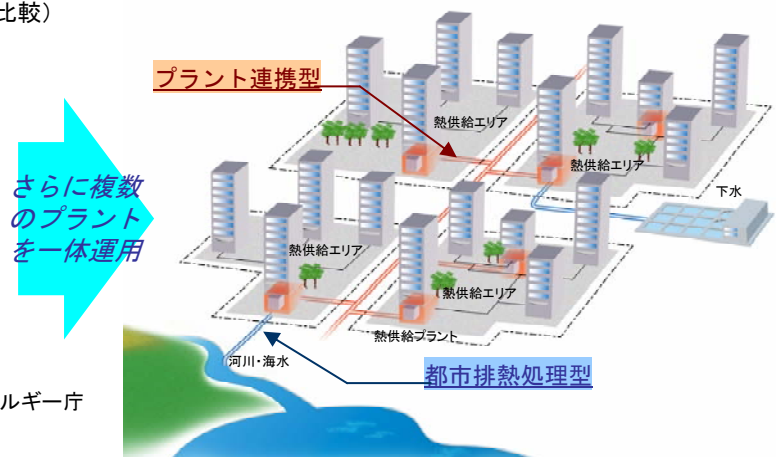 比較）
プラント連携型
熱供給エリア
熱供給エリア
さらに複数
のプラント
を一体運用
下水
熱供給エリア
熱供給エリア
熱供給プラント
河川・海水
都市排熱処理型
ルギー庁